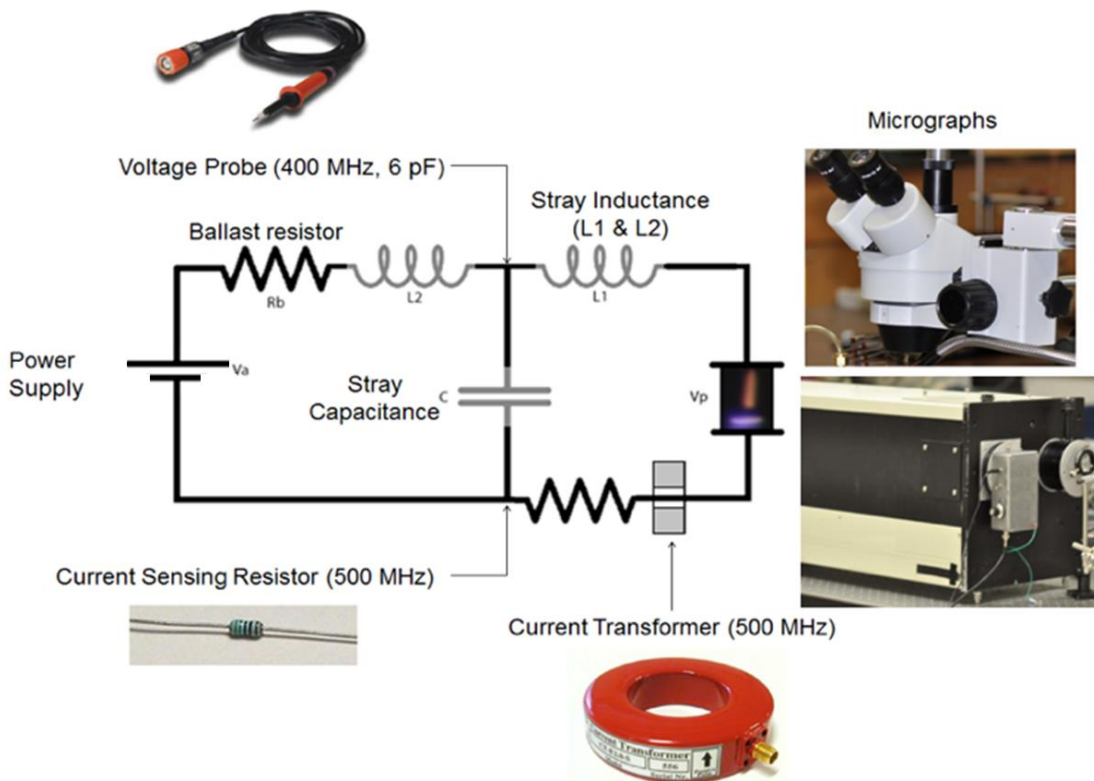 Micrographs
Voltage Probe (400 MHz, 6 pF)
Stray Inductance
(L1 & L2)
Ballast resistor
Rb
L2
L1
Power
Supply
Va
Stray
Capacitance
C
Vp
Current Sensing Resistor (500 MHz)
Current Transformer (500 MHz)
Current Transformer